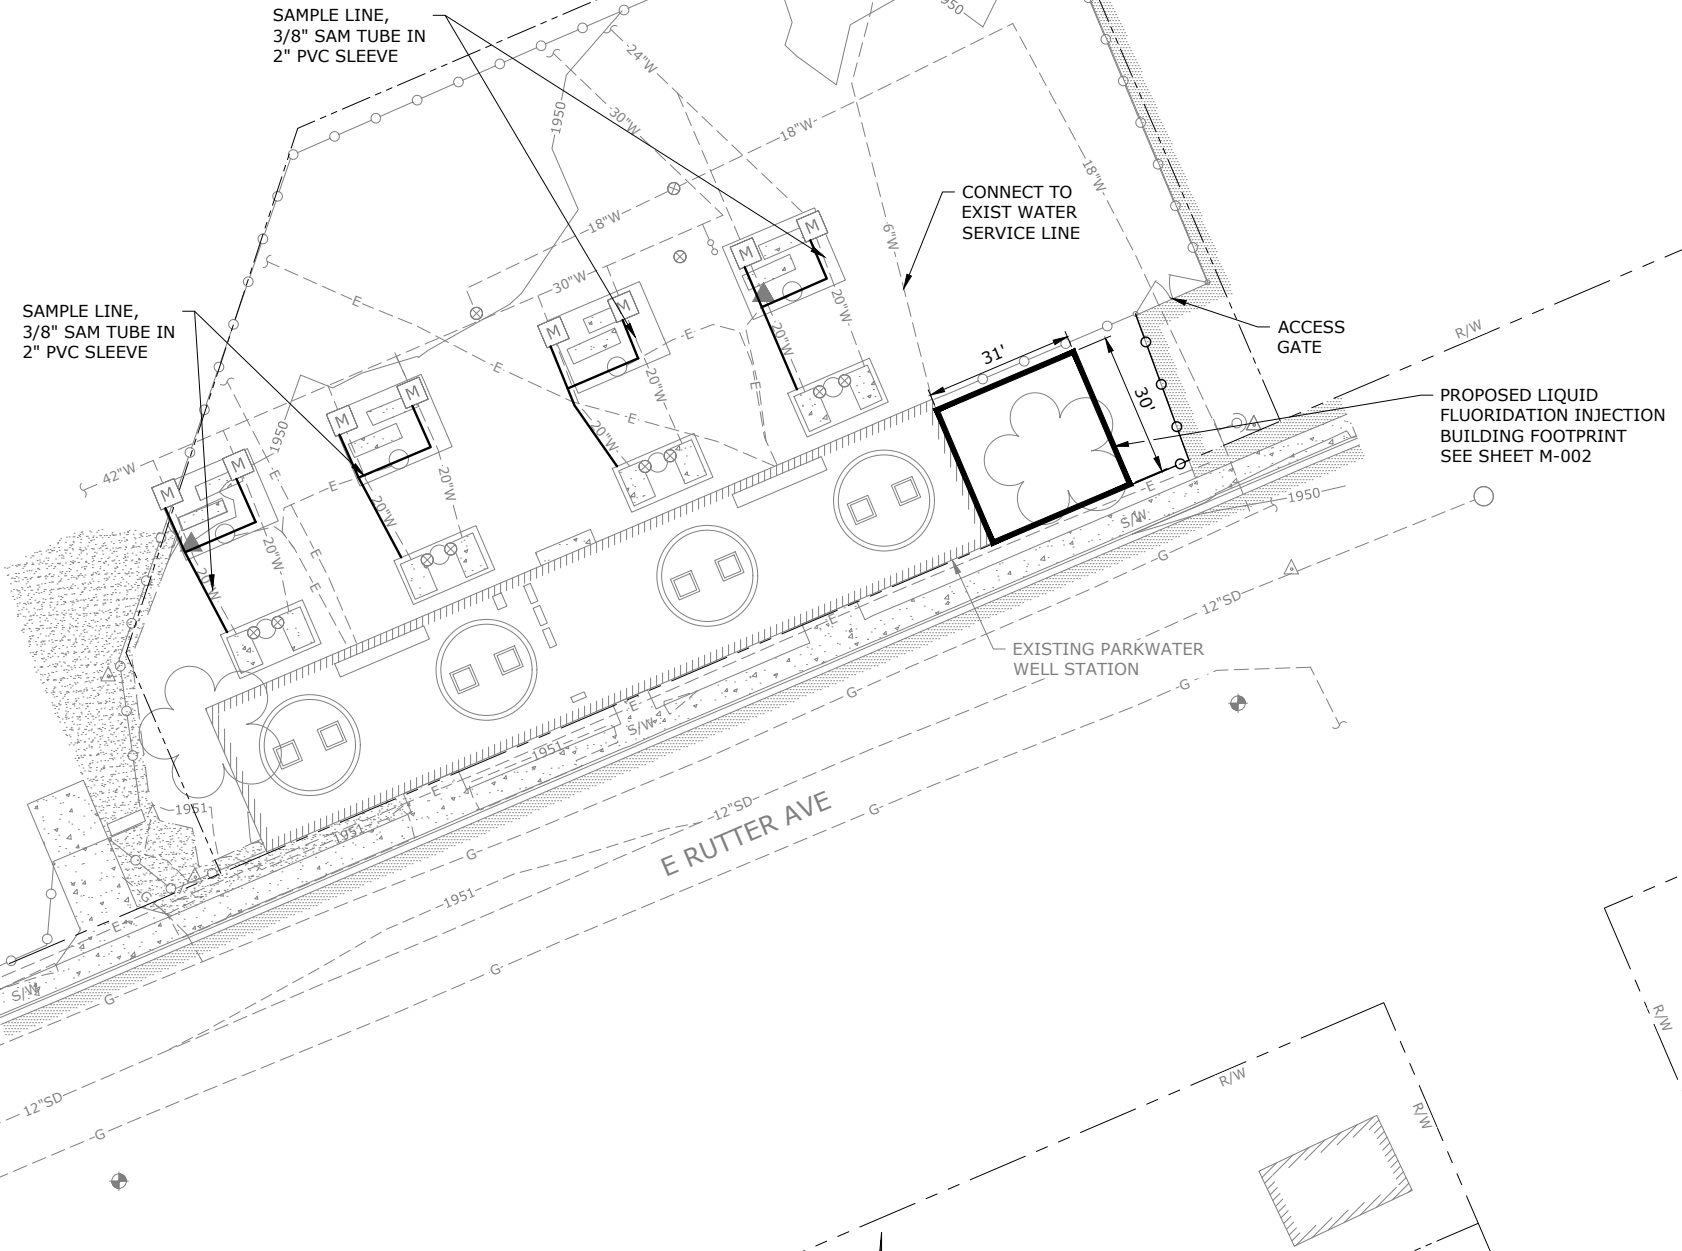 SAMPLE LINE,
3/8" SAM TUBE IN
2" PVC SLEEVE
1950
24"W
30"W
1950
18"W
18"W
18"W
CONNECT TO
EXIST WATER
SERVICE LINE
6"W
M
M
30"W
E
M
M
20"W
20"W
E
E
SAMPLE LINE,
3/8" SAM TUBE IN
2" PVC SLEEVE
ACCESS
GATE
R/W
31'
30'
PROPOSED LIQUID
FLUORIDATION INJECTION
BUILDING FOOTPRINT
SEE SHEET M-002
E
20"W
E
20"W
M
M
1950
42"W
M
M
E
E
20"W
20"W
E
E
20"W
20"W
E
1950
S/W
G
12"SD
EXISTING PARKWATER
WELL STATION
E
G
G
E
S/W
1951
E
1951
1951
12"SD
E RUTTER AVE
G
G
1951
G
E
G
S/W
G
12"SD
G
R/W
R/W
R/W